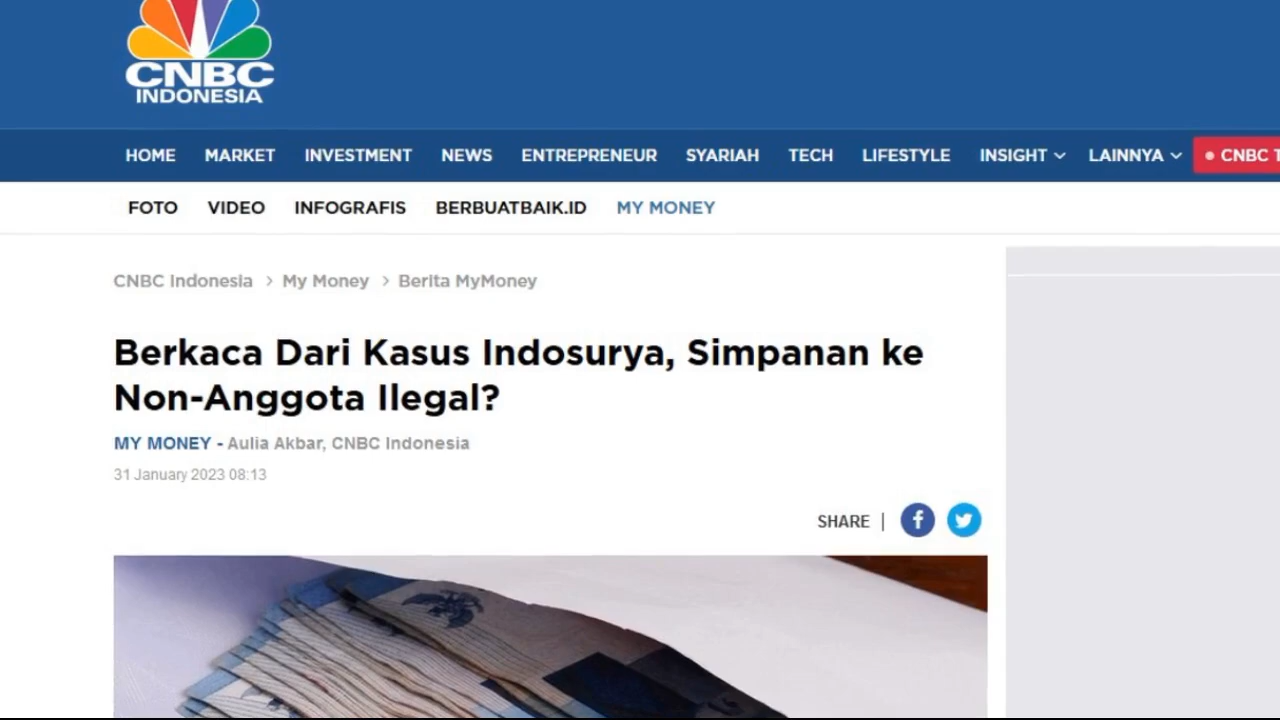 CNBC
INDONESIA
HOME MARKET INVESTMENT NEWS ENTREPRENEUR SYARIAH TECH LIFESTYLE INSIGHT LAINNYA CNBC
FOTO VIDEO INFOGRAFIS BERBUATBAIK.ID MY MONEY
CNBC Indonesia > My Money > Berita MyMoney
Berkaca Dari Kasus Indosurya, Simpanan ke
Non-Anggota Ilegal?
MY MONEY - Aulia Akbar, CNBC Indonesia
31 January 2023 08:13
SHARE |